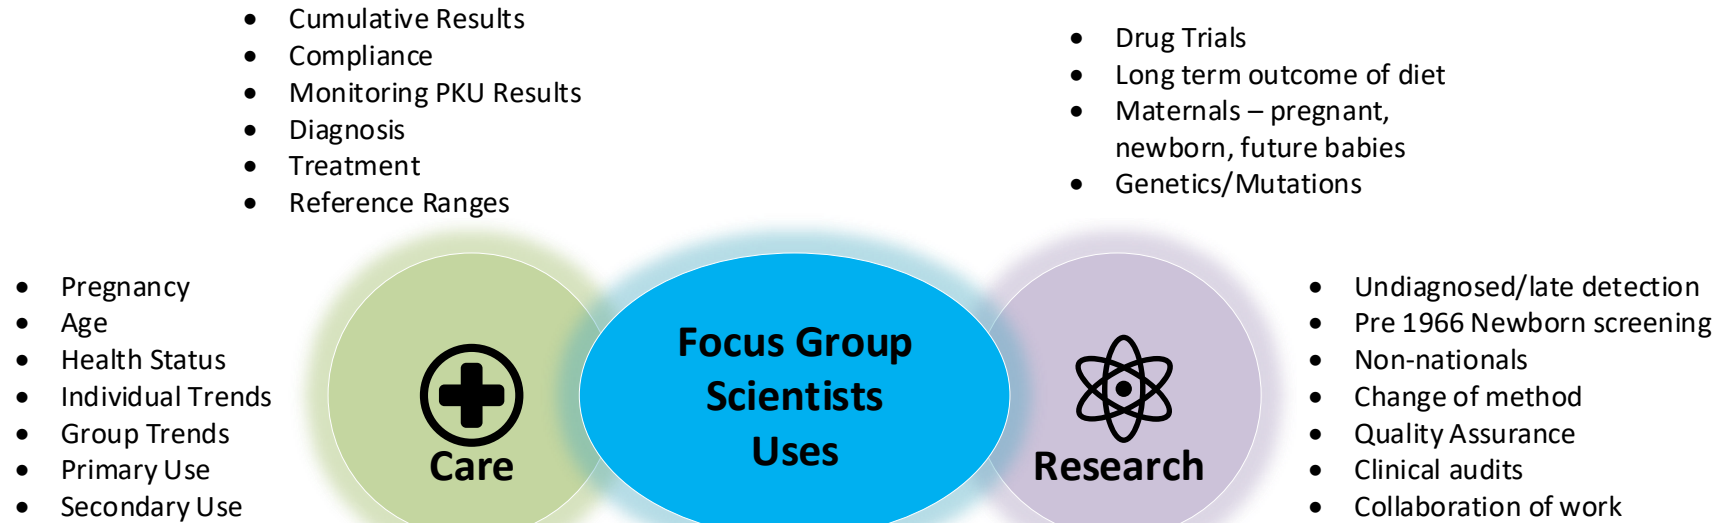 • Cumulative Results
• Compliance
• Monitoring PKU Results
• Diagnosis
• Treatment
• Reference Ranges
• Drug Trials
• Long term outcome of diet
• Maternals – pregnant,
newborn, future babies
• Genetics/Mutations
• Pregnancy
• Age
• Health Status
• Individual Trends
• Group Trends
• Primary Use
• Secondary Use
Care
Focus Group
Scientists
Uses
Research
• Undiagnosed/late detection
• Pre 1966 Newborn screening
• Non-nationals
• Change of method
• Quality Assurance
• Clinical audits
• Collaboration of work